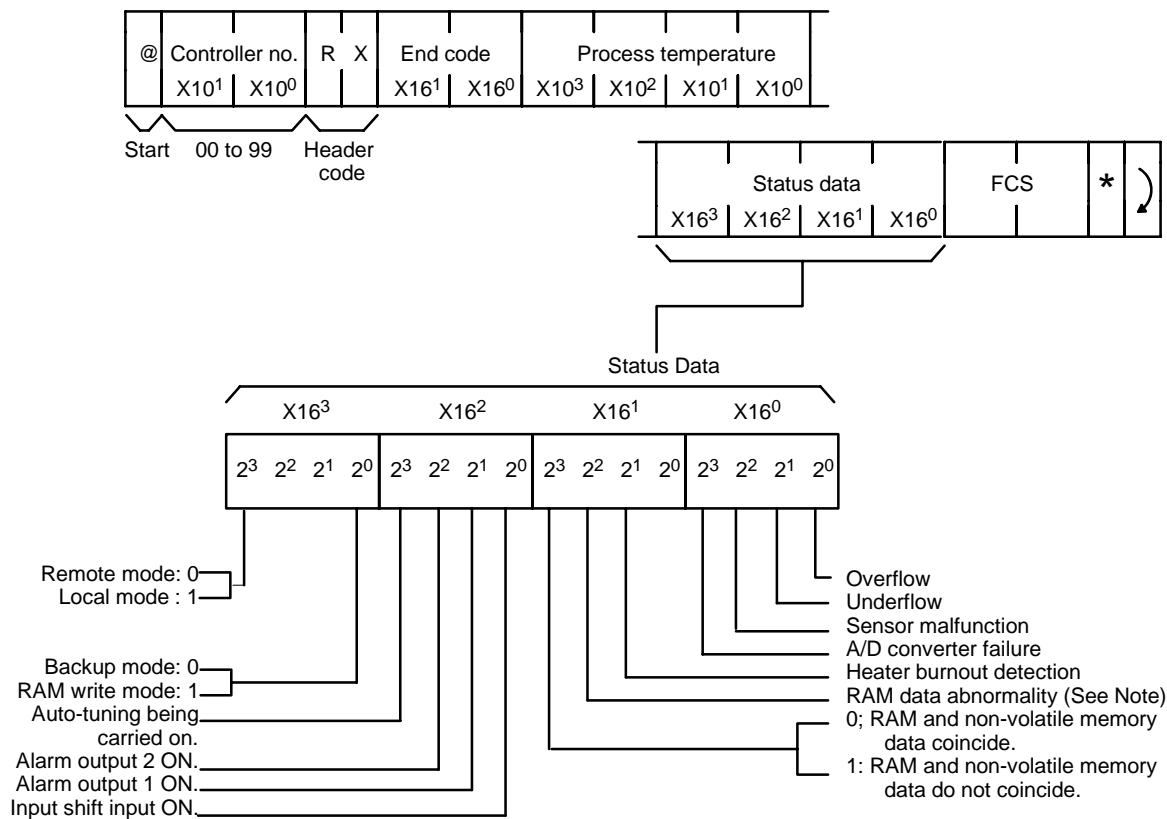 @ Controller no. R X End code Process temperature
X10¹ X10⁰ X16¹ X16⁰ X10³ X10² X10¹ X10⁰
Start 00 to 99 Header
code
Status data FCS *
X16³ X16² X16¹ X16⁰
Status Data
X16³ X16² X16¹ X16⁰
2³ 2² 2¹ 2⁰ 2³ 2² 2¹ 2⁰ 2³ 2² 2¹ 2⁰ 2³ 2² 2¹ 2⁰
Remote mode: 0
Local mode : 1
Backup mode: 0
RAM write mode: 1
Auto-tuning being
carried on.
Alarm output 2 ON.
Alarm output 1 ON.
Input shift input ON.
Overflow
Underflow
Sensor malfunction
A/D converter failure
Heater burnout detection
RAM data abnormality (See Note)
0; RAM and non-volatile memory
data coincide.
1: RAM and non-volatile memory
data do not coincide.